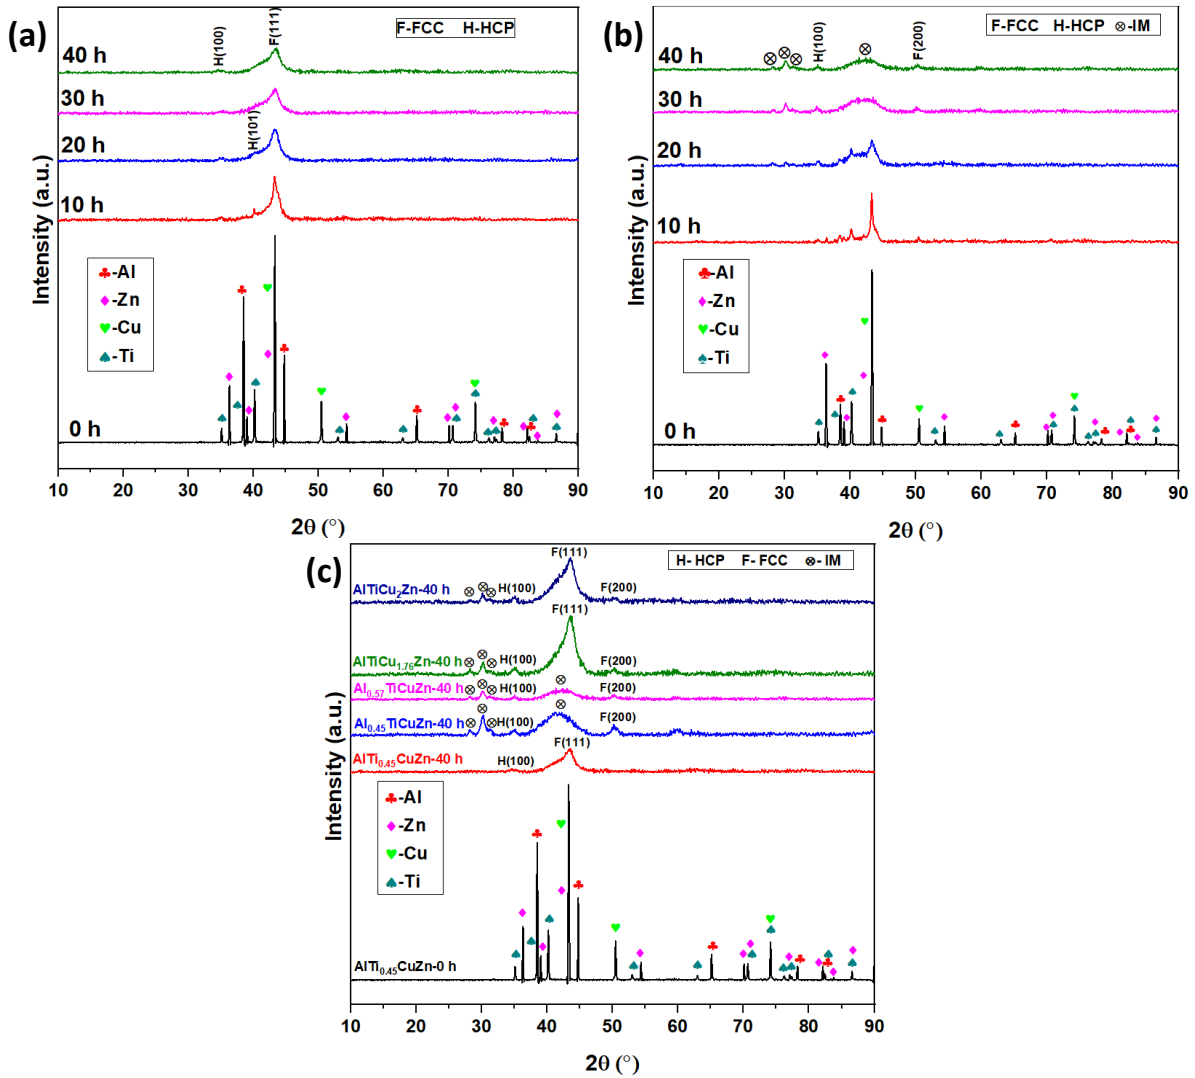 (a)
F-FCC H-HCP
H(100)
F(111)
40 h
30 h
H(101)
20 h
10 h
♣-Al
♦-Zn
♥-Cu
♠-Ti
0 h
Intensity (a.u.)
10 20 30 40 50 60 70 80 90
2θ (°)
(b)
F-FCC H-HCP ⊗-IM
H(100)
F(200)
40 h
30 h
20 h
10 h
♣-Al
♦-Zn
♥-Cu
♠-Ti
0 h
Intensity (a.u.)
10 20 30 40 50 60 70 80 90
2θ (°)
(c)
H- HCP F- FCC ⊗- IM
F(111)
AlTiCu₂Zn-40 h
H(100)
F(200)
F(111)
AlTiCu₁.₇₆Zn-40 h
H(100)
F(200)
Al₀.₅₇TiCuZn-40 h
H(100)
F(200)
Al₀.₄₅TiCuZn-40 h
H(100)
F(200)
F(111)
AlTi₀.₄₅CuZn-40 h
H(100)
♣-Al
♦-Zn
♥-Cu
♠-Ti
AlTi₀.₄₅CuZn-0 h
Intensity (a.u.)
10 20 30 40 50 60 70 80 90
2θ (°)